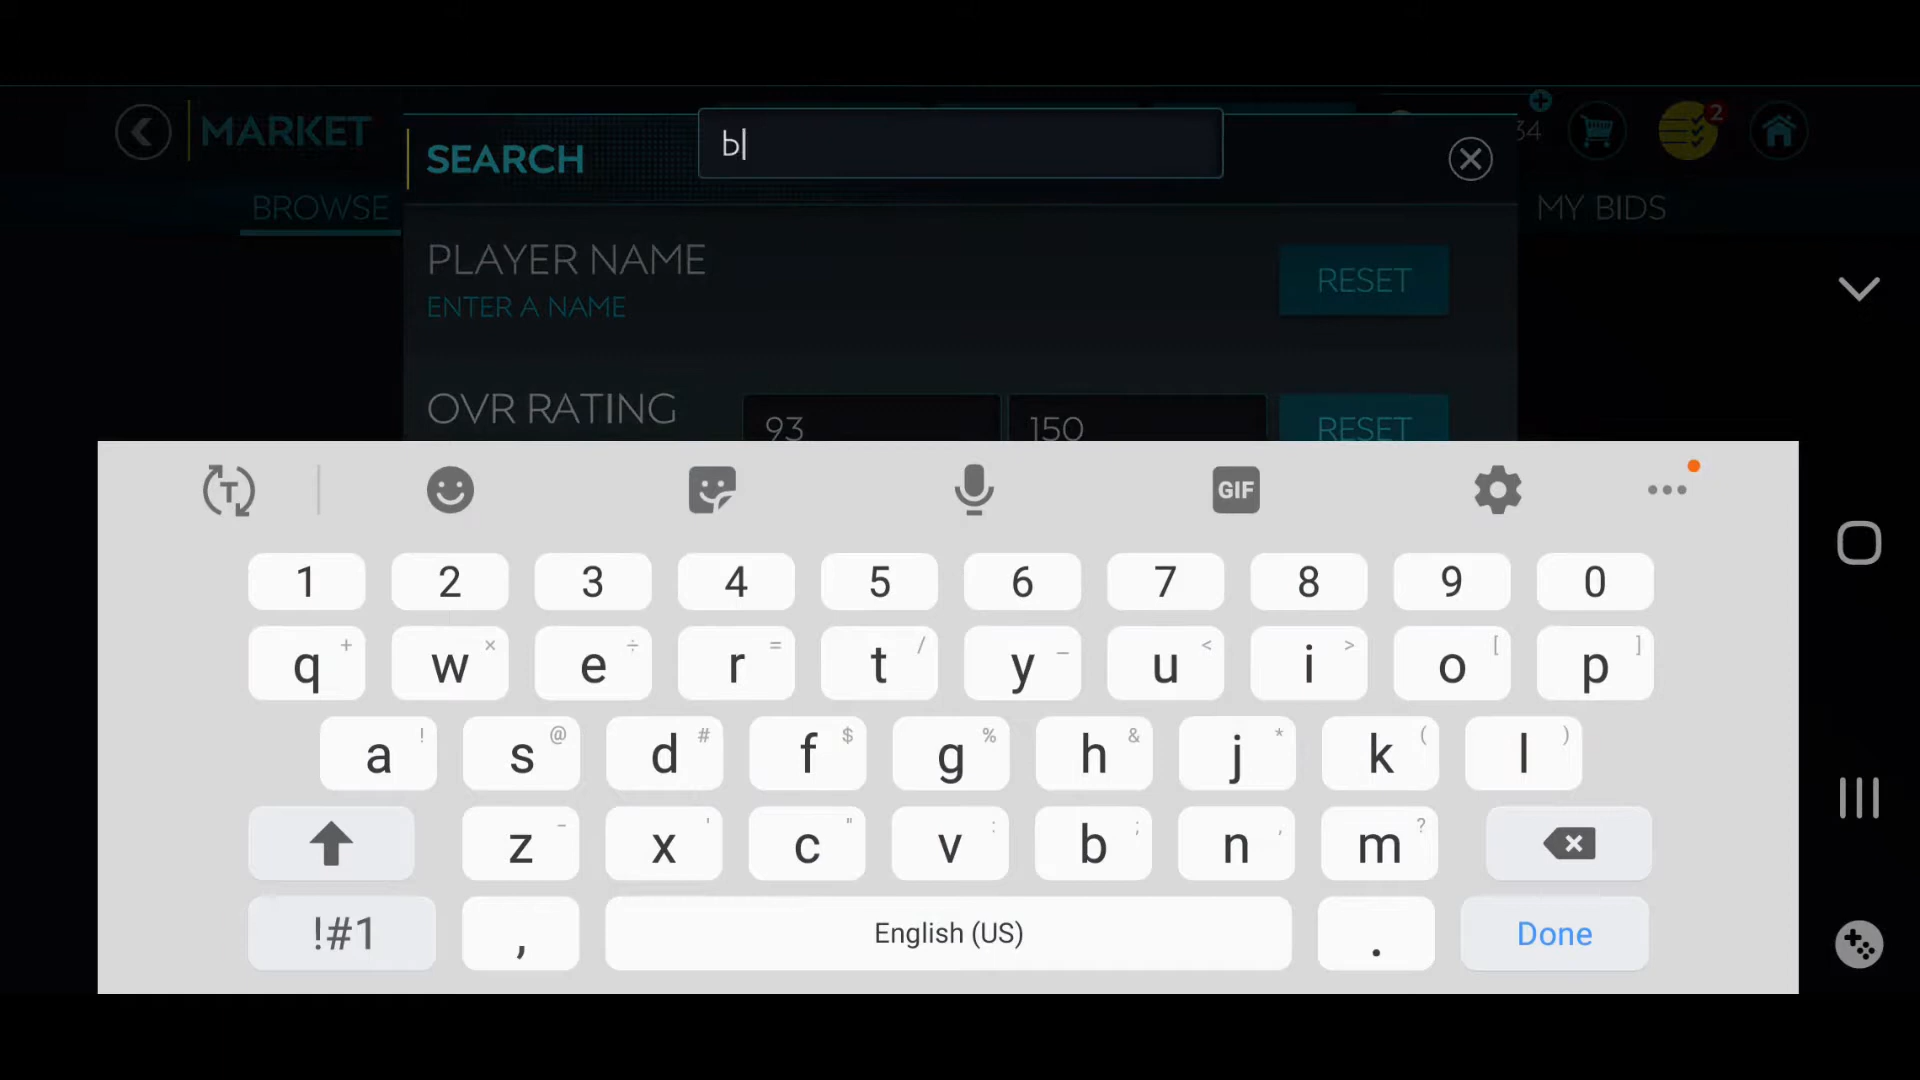 MARKET
SEARCH
b
34
2
BROWSE
MY BIDS
PLAYER NAME
ENTER A NAME
RESET
OVR RATING
93
150
RESET
T
GIF
1 2 3 4 5 6 7 8 9 0
q + w × e ÷ r = t / y _ u < i > o [ p ]
a ! s @ d # f $ g % h & j * k ( l )
z - x ' c " v : b ; n , m ?
!#1 , English (US) . Done